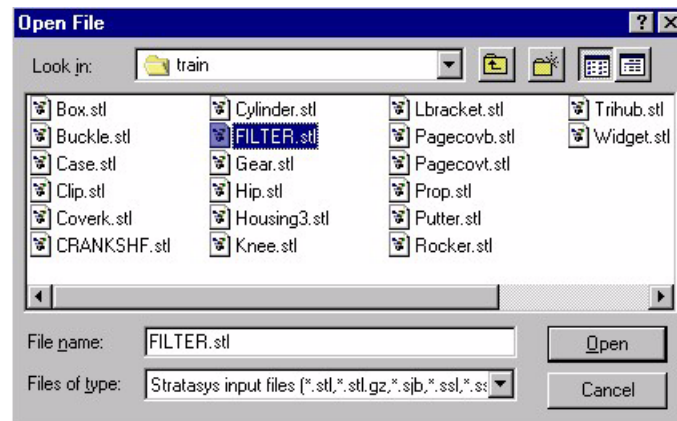 Open File
Look in: train
Box.stl Cylinder.stl Lbracket.stl Trihub.stl
Buckle.stl FILTER.stl Pagecovb.stl Widget.stl
Case.stl Gear.stl Pagecovt.stl
Clip.stl Hip.stl Prop.stl
Coverk.stl Housing3.stl Putter.stl
CRANKSHF.stl Knee.stl Rocker.stl
File name: FILTER.stl Open
Files of type: Stratasys input files (*.stl,*.stl.gz,*.sjb,*.ssl,*.s Cancel